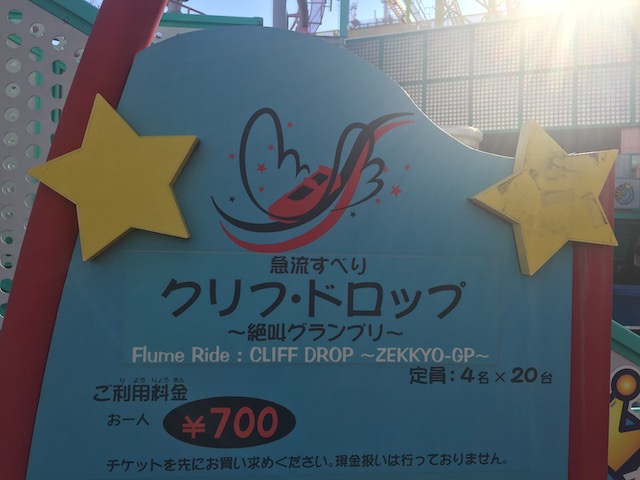 急流すべり
クリフ・ドロップ
～絶叫グランプリ～
Flume Ride : CLIFF DROP ～ZEKKYO-GP～
定員:4名×20台
りようりょうきん
ご利用料金
お一人 ¥700
チケットを先にお買い求めください。現金扱いは行っておりません。